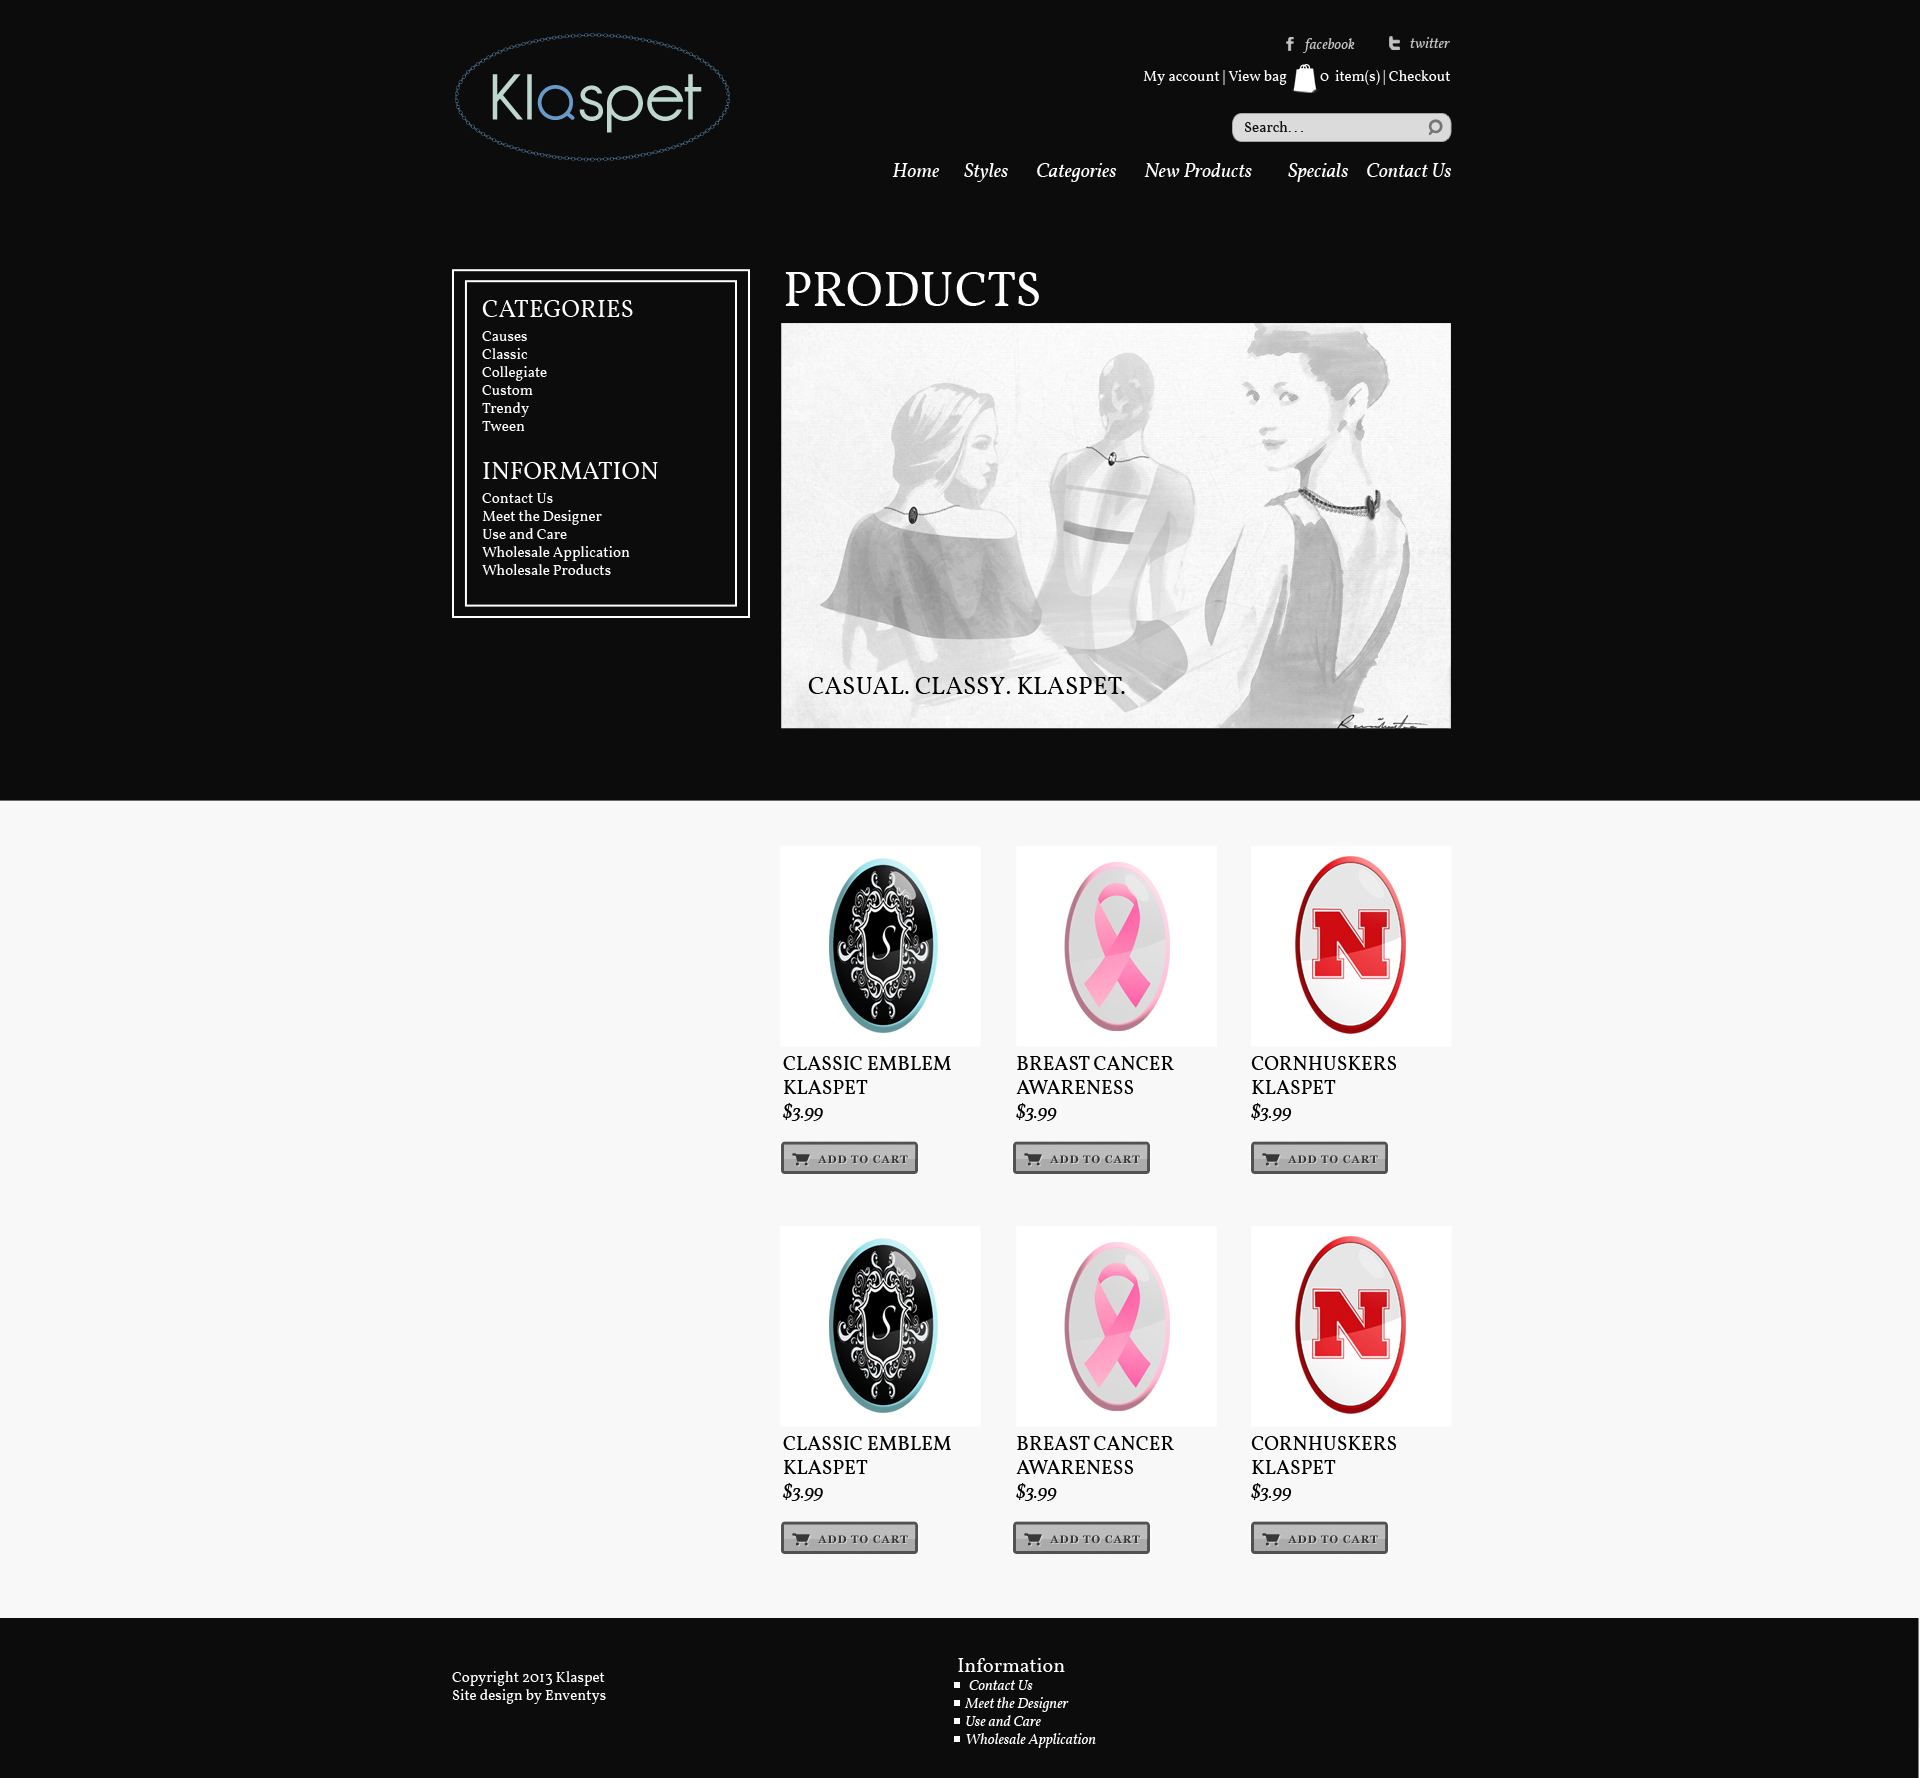 Klaspet
facebook twitter
My account | View bag 0 item(s) | Checkout
Search. . .
Home Styles Categories New Products Specials Contact Us
CATEGORIES
Causes
Classic
Collegiate
Custom
Trendy
Tween
INFORMATION
Contact Us
Meet the Designer
Use and Care
Wholesale Application
Wholesale Products
PRODUCTS
CASUAL. CLASSY. KLASPET.
S
N
CLASSIC EMBLEM
KLASPET
$3.99
ADD TO CART
BREAST CANCER
AWARENESS
$3.99
ADD TO CART
CORNHUSKERS
KLASPET
$3.99
ADD TO CART
S
N
CLASSIC EMBLEM
KLASPET
$3.99
ADD TO CART
BREAST CANCER
AWARENESS
$3.99
ADD TO CART
CORNHUSKERS
KLASPET
$3.99
ADD TO CART
Copyright 2013 Klaspet
Site design by Enventys
Information
Contact Us
Meet the Designer
Use and Care
Wholesale Application